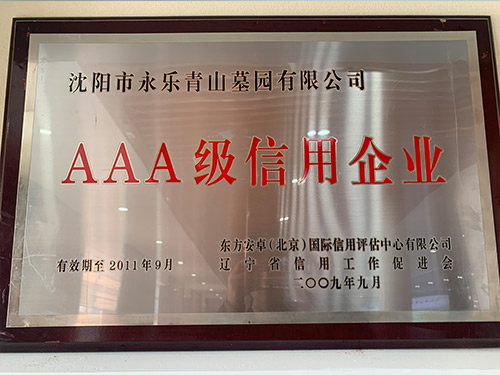 沈阳市永乐青山墓园有限公司
AAA级信用企业
东方安卓(北京)国际信用评估中心有限公司
有效期至2011年9月
辽宁省信用工作促进会
二〇〇九年九月